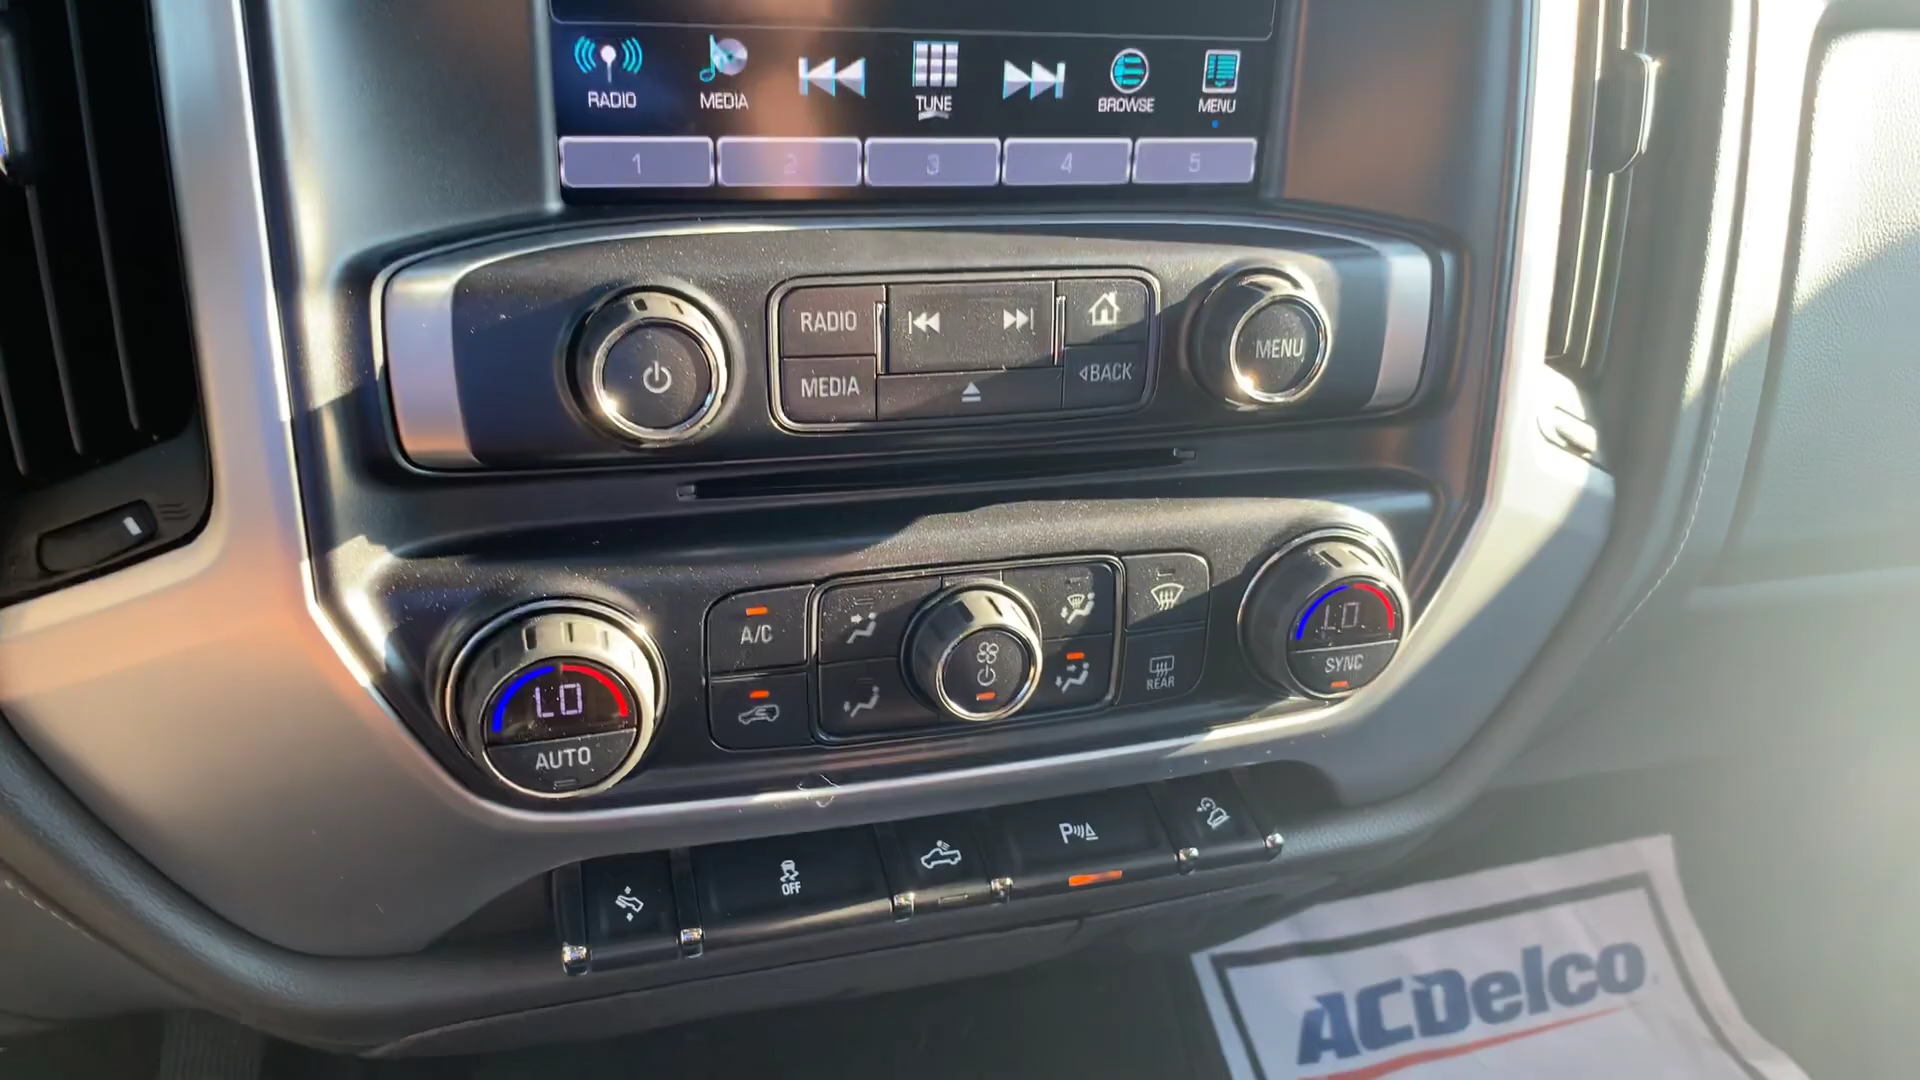 RADIO
MEDIA
TUNE
BROWSE
MENU
1
2
3
4
5
RADIO
MEDIA
BACK
MENU
A/C
LO
AUTO
REAR
LO
SYNC
OFF
P
ACDelco